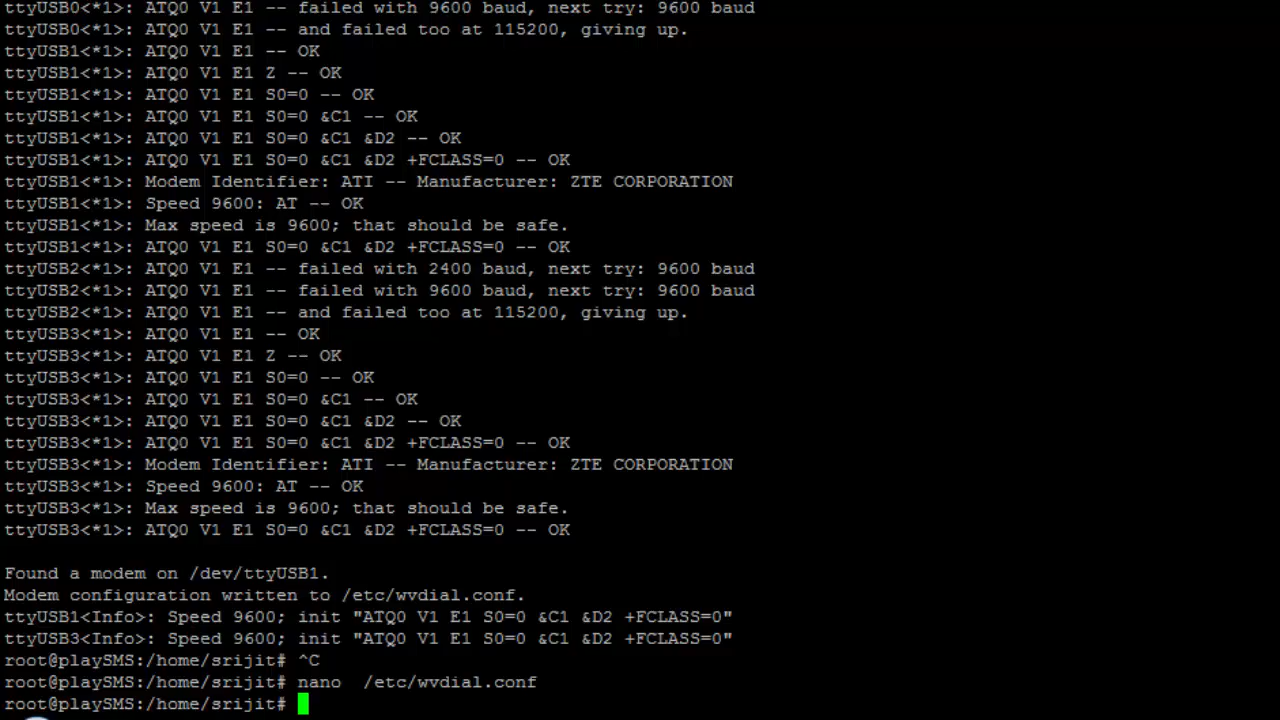 ttyUSB0<*1>: ATQ0 V1 E1 -- failed with 9600 baud, next try: 9600 baud
ttyUSB0<*1>: ATQ0 V1 E1 -- and failed too at 115200, giving up.
ttyUSB1<*1>: ATQ0 V1 E1 -- OK
ttyUSB1<*1>: ATQ0 V1 E1 Z -- OK
ttyUSB1<*1>: ATQ0 V1 E1 S0=0 -- OK
ttyUSB1<*1>: ATQ0 V1 E1 S0=0 &C1 -- OK
ttyUSB1<*1>: ATQ0 V1 E1 S0=0 &C1 &D2 -- OK
ttyUSB1<*1>: ATQ0 V1 E1 S0=0 &C1 &D2 +FCLASS=0 -- OK
ttyUSB1<*1>: Modem Identifier: ATI -- Manufacturer: ZTE CORPORATION
ttyUSB1<*1>: Speed 9600: AT -- OK
ttyUSB1<*1>: Max speed is 9600; that should be safe.
ttyUSB1<*1>: ATQ0 V1 E1 S0=0 &C1 &D2 +FCLASS=0 -- OK
ttyUSB2<*1>: ATQ0 V1 E1 -- failed with 2400 baud, next try: 9600 baud
ttyUSB2<*1>: ATQ0 V1 E1 -- failed with 9600 baud, next try: 9600 baud
ttyUSB2<*1>: ATQ0 V1 E1 -- and failed too at 115200, giving up.
ttyUSB3<*1>: ATQ0 V1 E1 -- OK
ttyUSB3<*1>: ATQ0 V1 E1 Z -- OK
ttyUSB3<*1>: ATQ0 V1 E1 S0=0 -- OK
ttyUSB3<*1>: ATQ0 V1 E1 S0=0 &C1 -- OK
ttyUSB3<*1>: ATQ0 V1 E1 S0=0 &C1 &D2 -- OK
ttyUSB3<*1>: ATQ0 V1 E1 S0=0 &C1 &D2 +FCLASS=0 -- OK
ttyUSB3<*1>: Modem Identifier: ATI -- Manufacturer: ZTE CORPORATION
ttyUSB3<*1>: Speed 9600: AT -- OK
ttyUSB3<*1>: Max speed is 9600; that should be safe.
ttyUSB3<*1>: ATQ0 V1 E1 S0=0 &C1 &D2 +FCLASS=0 -- OK
Found a modem on /dev/ttyUSB1.
Modem configuration written to /etc/wvdial.conf.
ttyUSB1<Info>: Speed 9600; init "ATQ0 V1 E1 S0=0 &C1 &D2 +FCLASS=0"
ttyUSB3<Info>: Speed 9600; init "ATQ0 V1 E1 S0=0 &C1 &D2 +FCLASS=0"
root@playSMS:/home/srijit# ^C
root@playSMS:/home/srijit# nano  /etc/wvdial.conf
root@playSMS:/home/srijit#